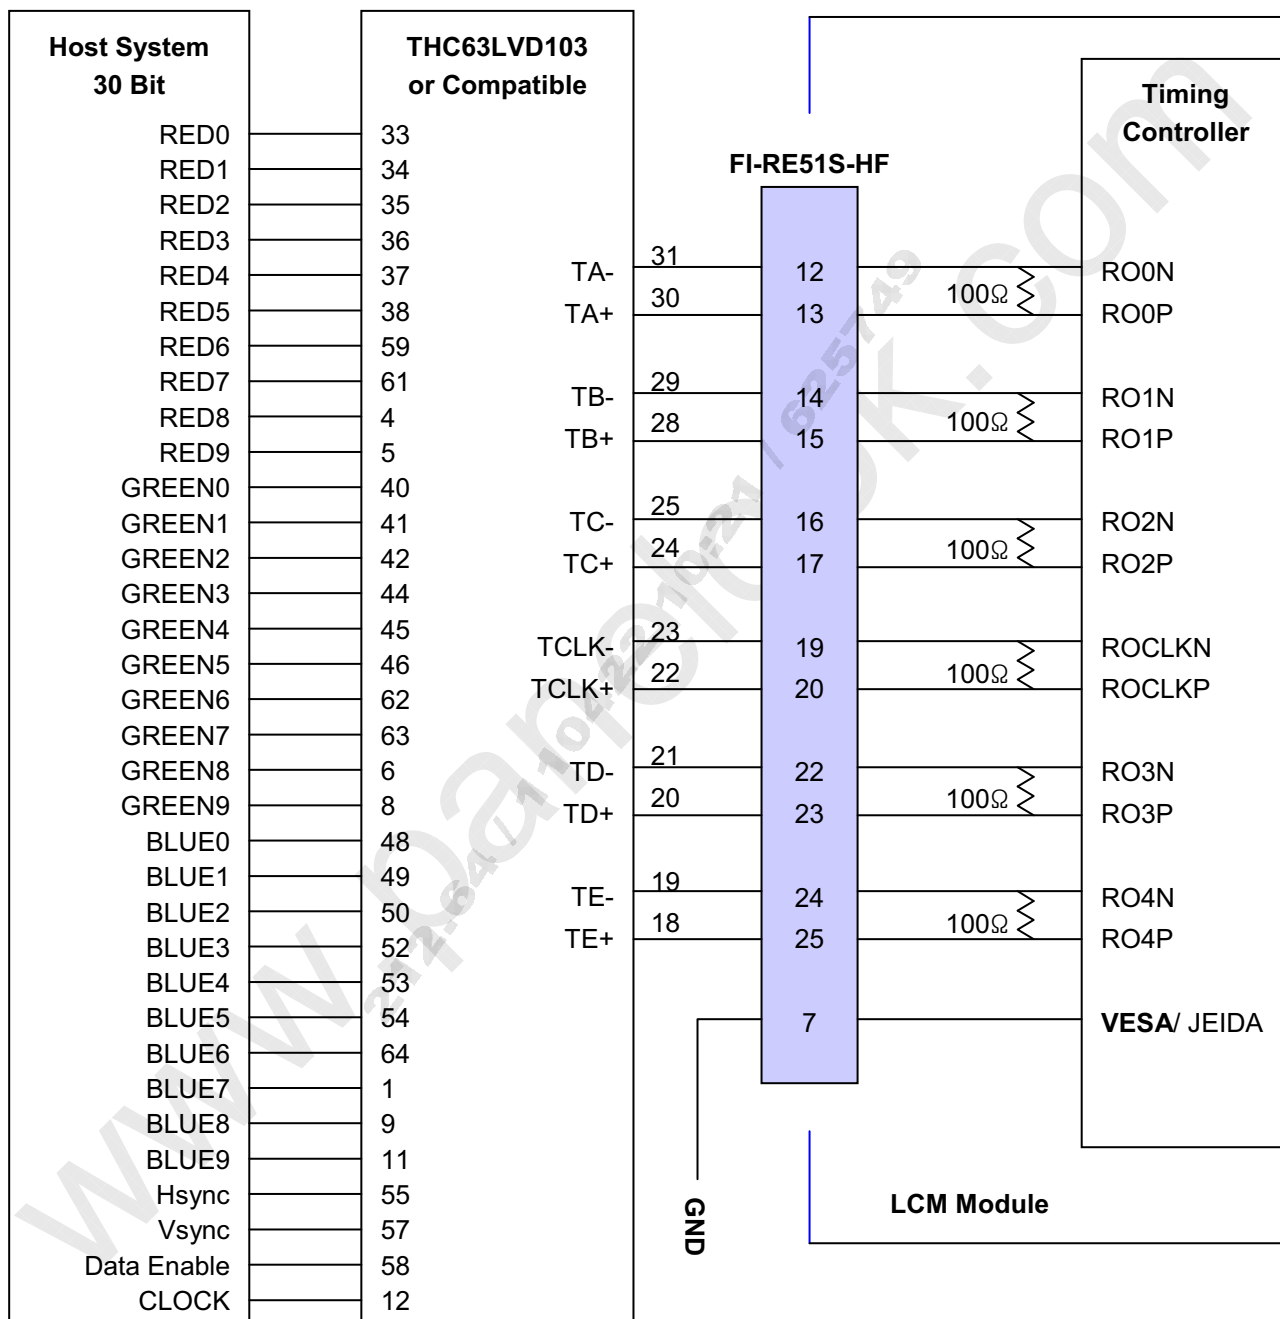 Host System
30 Bit
RED0 33
RED1 34
RED2 35
RED3 36
RED4 37
RED5 38
RED6 59
RED7 61
RED8 4
RED9 5
GREEN0 40
GREEN1 41
GREEN2 42
GREEN3 44
GREEN4 45
GREEN5 46
GREEN6 62
GREEN7 63
GREEN8 6
GREEN9 8
BLUE0 48
BLUE1 49
BLUE2 50
BLUE3 52
BLUE4 53
BLUE5 54
BLUE6 64
BLUE7 1
BLUE8 9
BLUE9 11
Hsync 55
Vsync 57
Data Enable 58
CLOCK 12
THC63LVD103
or Compatible
TA- 31
TA+ 30
TB- 29
TB+ 28
TC- 25
TC+ 24
TCLK- 23
TCLK+ 22
TD- 21
TD+ 20
TE- 19
TE+ 18
GND
FI-RE51S-HF
12
13
14
15
16
17
19
20
22
23
24
25
7
100Ω
100Ω
100Ω
100Ω
100Ω
100Ω
Timing
Controller
RO0N
RO0P
RO1N
RO1P
RO2N
RO2P
ROCLKN
ROCLKP
RO3N
RO3P
RO4N
RO4P
VESA/ JEIDA
LCM Module